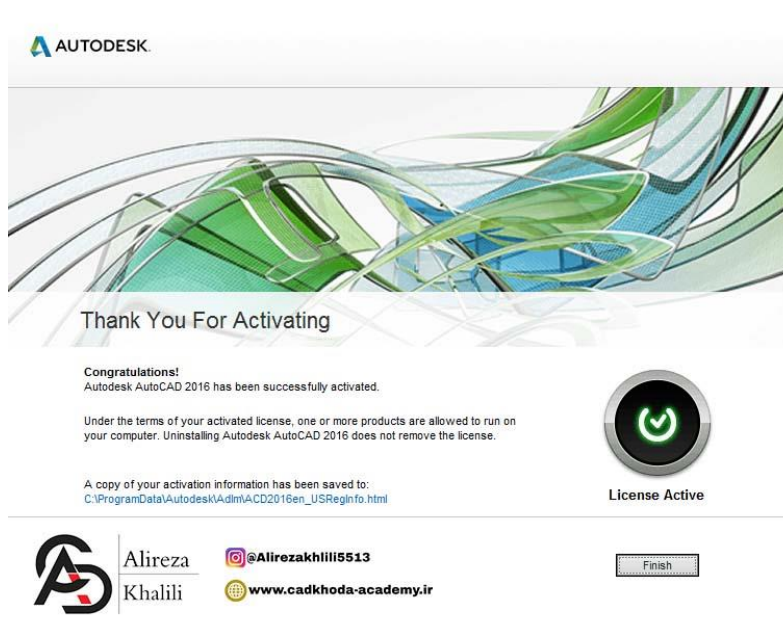 AUTODESK.
Thank You For Activating
Congratulations!
Autodesk AutoCAD 2016 has been successfully activated.
Under the terms of your activated license, one or more products are allowed to run on
your computer. Uninstalling Autodesk AutoCAD 2016 does not remove the license.
A copy of your activation information has been saved to:
C:\ProgramData\Autodesk\Adlm\ACD2016en_USRegInfo.html
License Active
Alireza
Khalili
@Alirezakhlili5513
www.cadkhoda-academy.ir
Finish